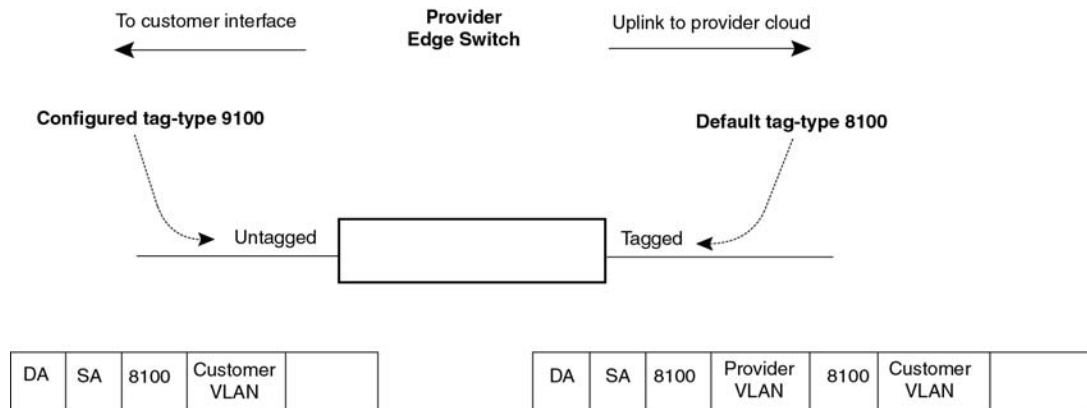 To customer interface
Provider
Edge Switch
Uplink to provider cloud
Configured tag-type 9100
Default tag-type 8100
Untagged
Tagged
DA SA 8100 Customer
VLAN
DA SA 8100 Provider
VLAN 8100 Customer
VLAN